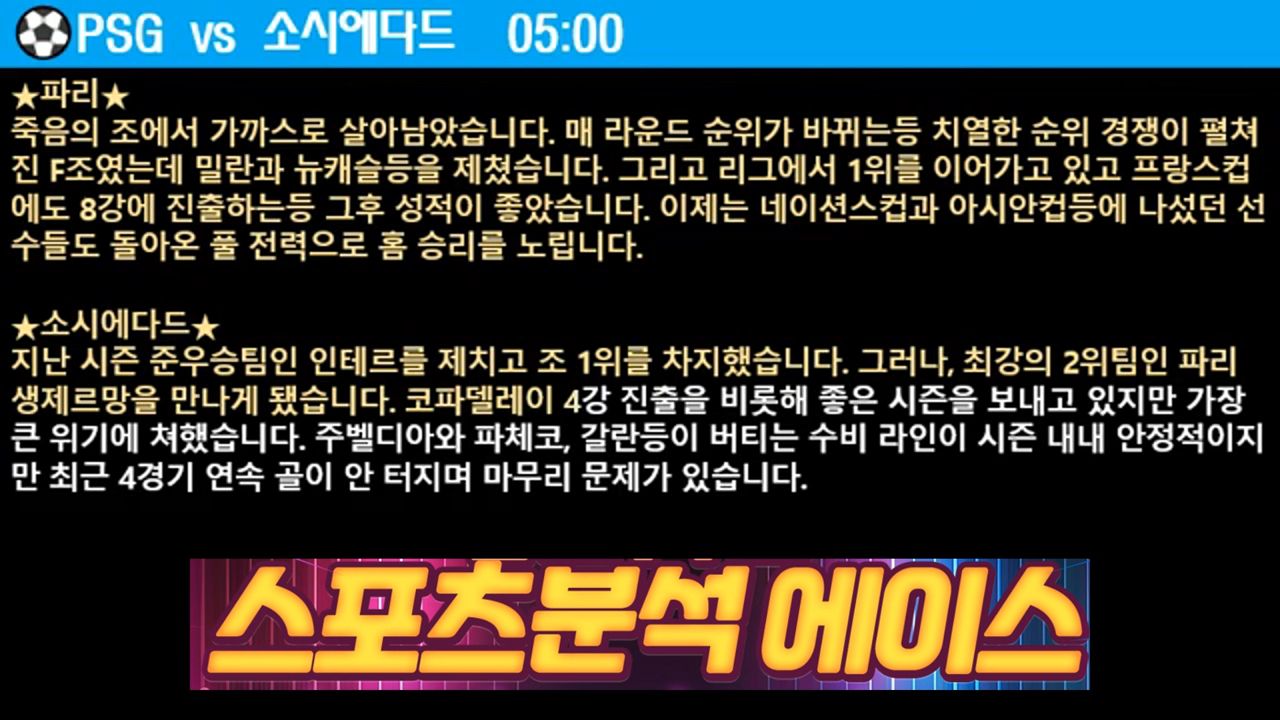 PSG vs 소시에다드 05:00
★파리★
죽음의 조에서 가까스로 살아남았습니다. 매 라운드 순위가 바뀌는등 치열한 순위 경쟁이 펼쳐
진 F조였는데 밀란과 뉴캐슬등을 제쳤습니다. 그리고 리그에서 1위를 이어가고 있고 프랑스컵
에도 8강에 진출하는등 그후 성적이 좋았습니다. 이제는 네이션스컵과 아시안컵등에 나섰던 선
수들도 돌아온 풀 전력으로 홈 승리를 노립니다.
★소시에다드★
지난 시즌 준우승팀인 인테르를 제치고 조 1위를 차지했습니다. 그러나, 최강의 2위팀인 파리
생제르망을 만나게 됐습니다. 코파델레이 4강 진출을 비롯해 좋은 시즌을 보내고 있지만 가장
큰 위기에 쳐했습니다. 주벨디아와 파체코, 갈란등이 버티는 수비 라인이 시즌 내내 안정적이지
만 최근 4경기 연속 골이 안 터지며 마무리 문제가 있습니다.
스포츠분석 에이스